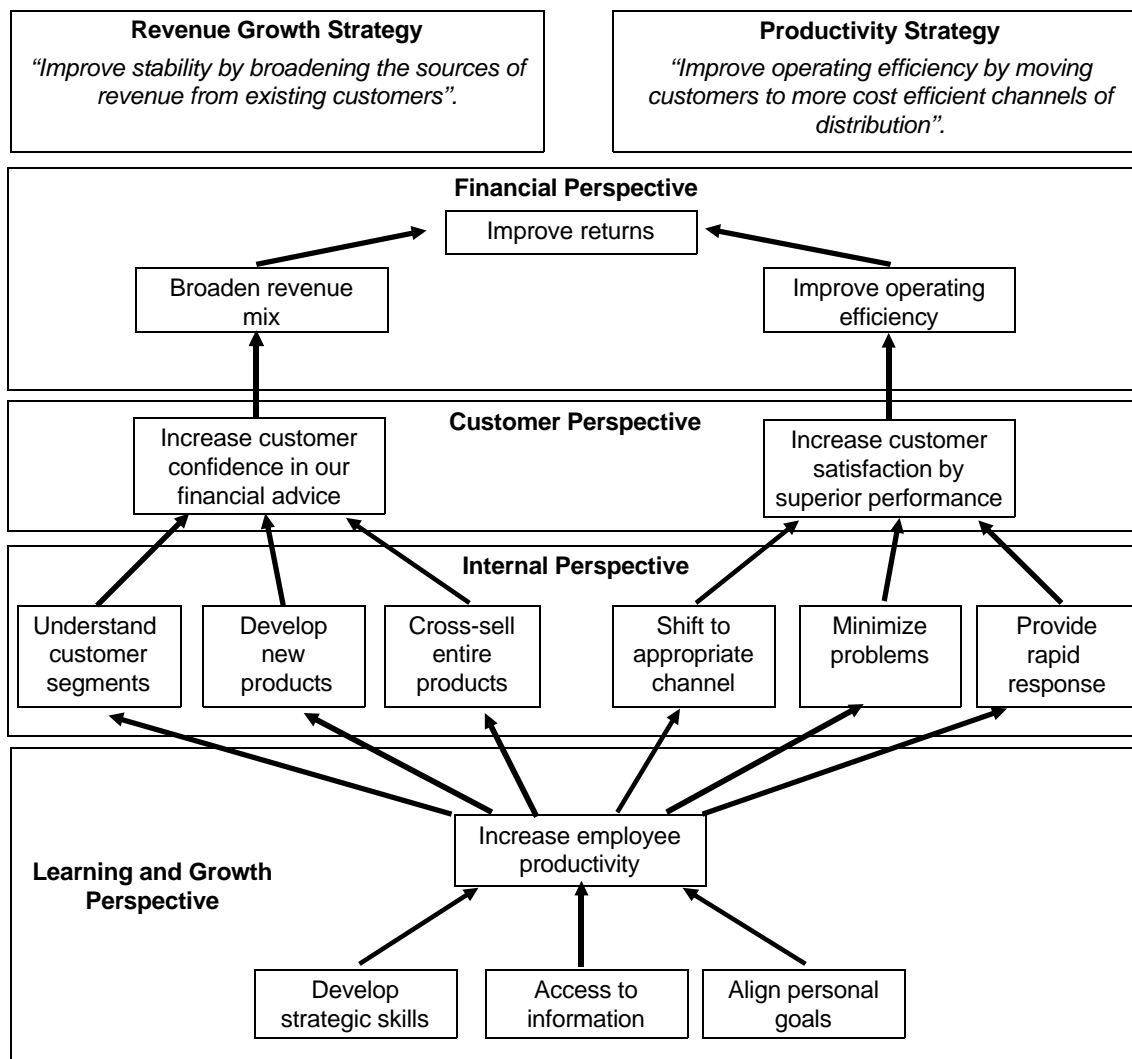 Revenue Growth Strategy
“Improve stability by broadening the sources of
revenue from existing customers”.
Productivity Strategy
“Improve operating efficiency by moving
customers to more cost efficient channels of
distribution”.
Financial Perspective
Improve returns
Broaden revenue
mix
Improve operating
efficiency
Customer Perspective
Increase customer
confidence in our
financial advice
Increase customer
satisfaction by
superior performance
Internal Perspective
Understand
customer
segments
Develop
new
products
Cross-sell
entire
products
Shift to
appropriate
channel
Minimize
problems
Provide
rapid
response
Increase employee
productivity
Learning and Growth
Perspective
Develop
strategic skills
Access to
information
Align personal
goals